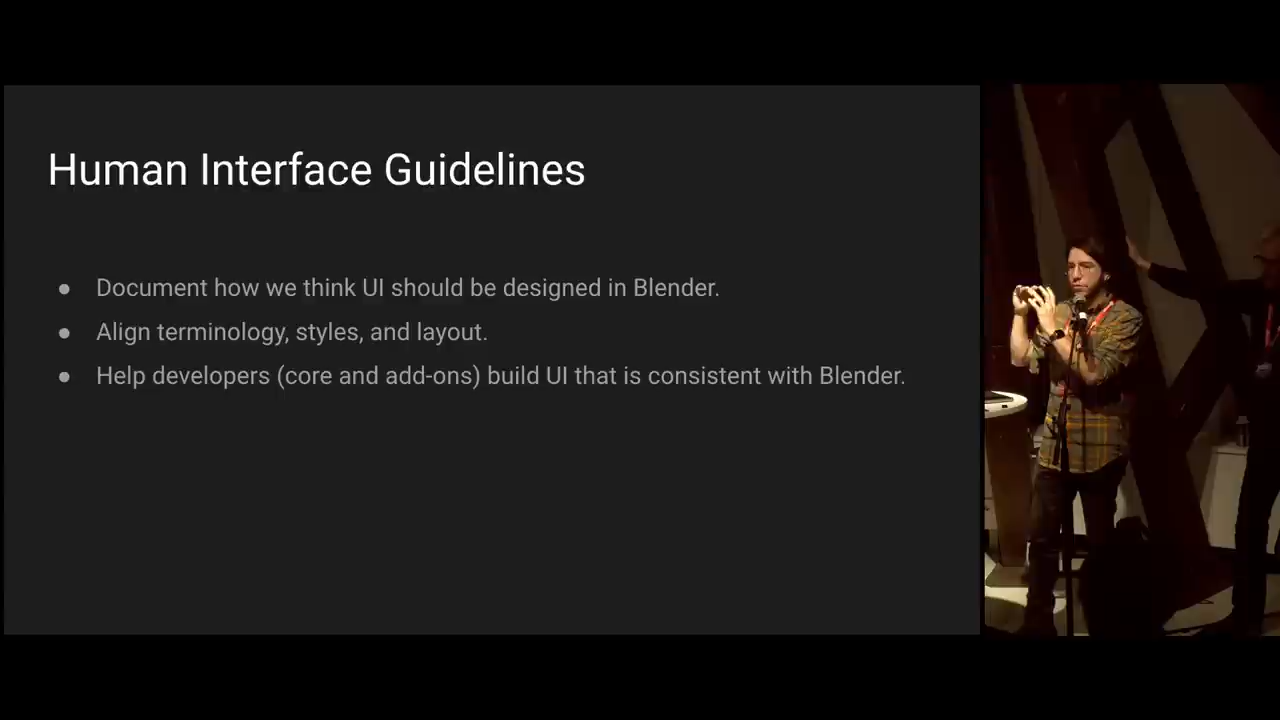 Human Interface Guidelines
● Document how we think UI should be designed in Blender.
● Align terminology, styles, and layout.
● Help developers (core and add-ons) build UI that is consistent with Blender.